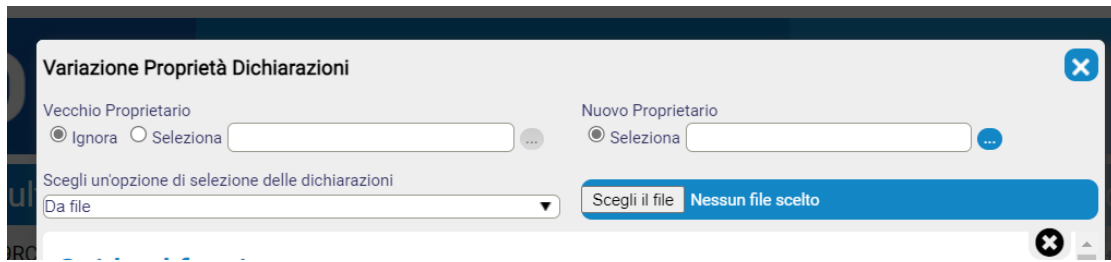 Variazione Proprietà Dichiarazioni
Vecchio Proprietario
Ignora Seleziona ...
Nuovo Proprietario
Seleziona ...
Scegli un'opzione di selezione delle dichiarazioni
Da file
Scegli il file Nessun file scelto